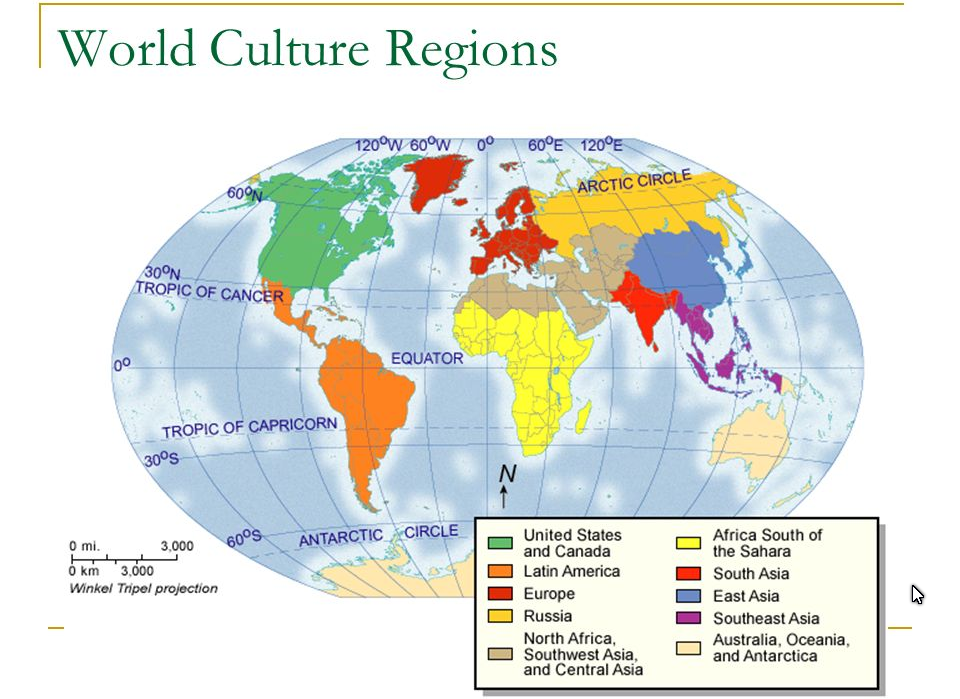 World Culture Regions
120°W 60°W 0° 60°E 120°E
ARCTIC CIRCLE
60°N
30°N
TROPIC OF CANCER
EQUATOR
0°
TROPIC OF CAPRICORN
30°S
N
60°S
ANTARCTIC CIRCLE
0 mi. 3,000
0 km 3,000
Winkel Tripel projection
United States
and Canada
Latin America
Europe
Russia
North Africa,
Southwest Asia,
and Central Asia
Africa South of
the Sahara
South Asia
East Asia
Southeast Asia
Australia, Oceania,
and Antarctica